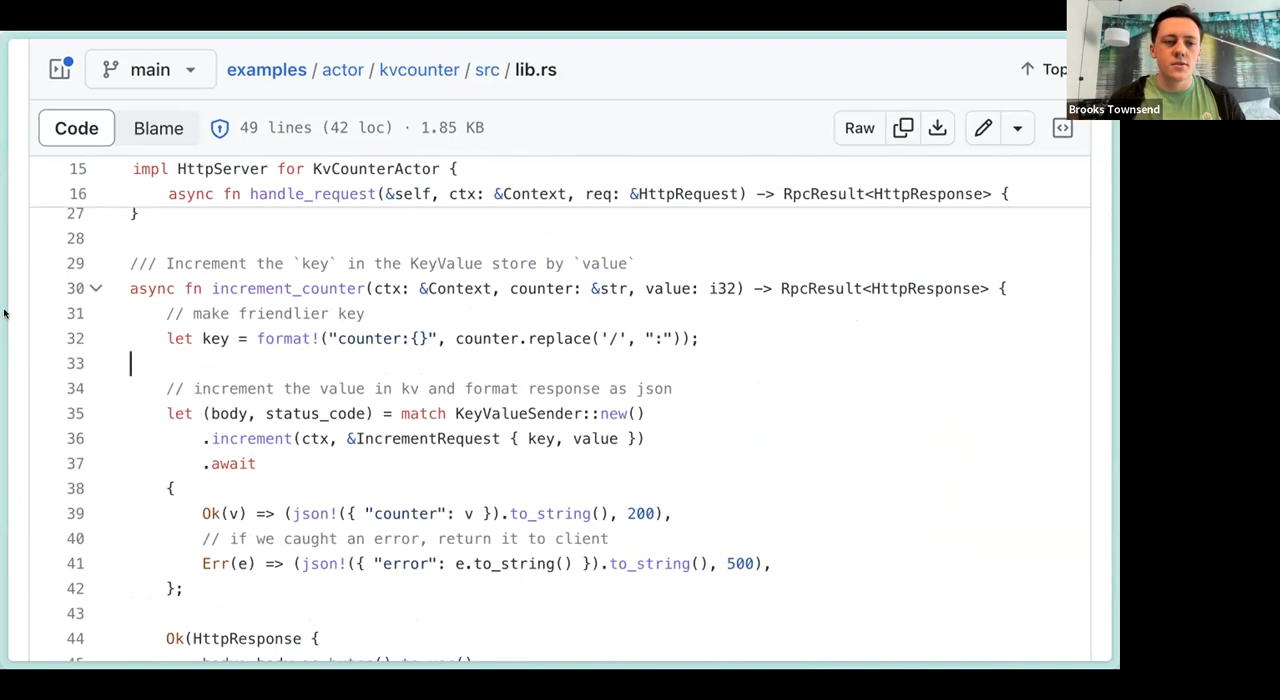 main
examples / actor / kvcounter / src / lib.rs
Top
Brooks Townsend
Code
Blame
49 lines (42 loc) · 1.85 KB
Raw
15 impl HttpServer for KvCounterActor {
16 async fn handle_request(&self, ctx: &Context, req: &HttpRequest) -> RpcResult<HttpResponse> {
27 }
28
29 /// Increment the `key` in the KeyValue store by `value`
30 async fn increment_counter(ctx: &Context, counter: &str, value: i32) -> RpcResult<HttpResponse> {
31 // make friendlier key
32 let key = format!("counter:{}", counter.replace('/', ":"));
33
34 // increment the value in kv and format response as json
35 let (body, status_code) = match KeyValueSender::new()
36 .increment(ctx, &IncrementRequest { key, value })
37 .await
38 {
39 Ok(v) => (json!({ "counter": v }).to_string(), 200),
40 // if we caught an error, return it to client
41 Err(e) => (json!({ "error": e.to_string() }).to_string(), 500),
42 };
43
44 Ok(HttpResponse {